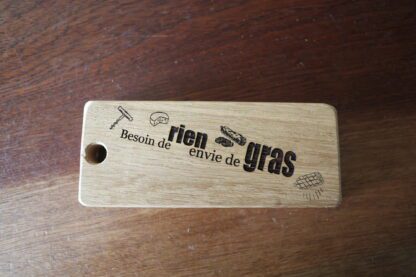 Besoin de rien
envie de gras